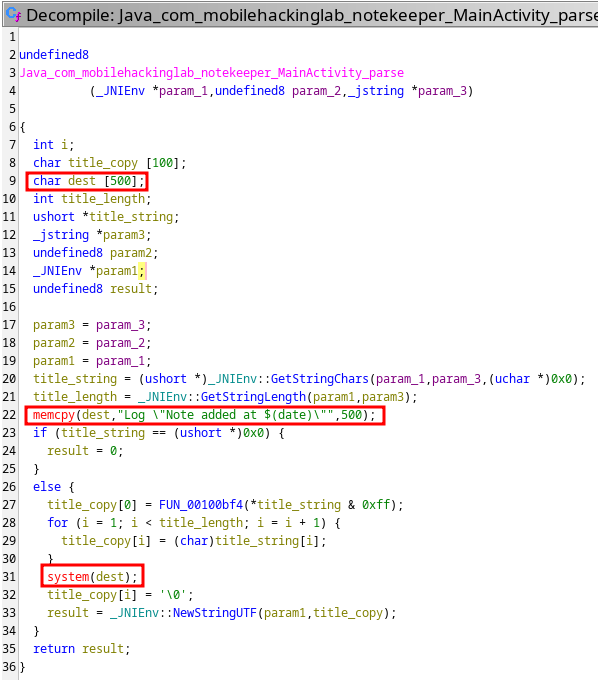 Decompile: Java_com_mobilehackinglab_notekeeper_MainActivity_parse
1
2 undefined8
3 Java_com_mobilehackinglab_notekeeper_MainActivity_parse
4 (_JNIEnv *param_1,undefined8 param_2,_jstring *param_3)
5
6 {
7 int i;
8 char title_copy [100];
9 char dest [500];
10 int title_length;
11 ushort *title_string;
12 _jstring *param3;
13 undefined8 param2;
14 _JNIEnv *param1;
15 undefined8 result;
16
17 param3 = param_3;
18 param2 = param_2;
19 param1 = param_1;
20 title_string = (ushort *)_JNIEnv::GetStringChars(param_1,param_3,(uchar *)0x0);
21 title_length = _JNIEnv::GetStringLength(param1,param3);
22 memcpy(dest,"Log \"Note added at $(date)\"",500);
23 if (title_string == (ushort *)0x0) {
24 result = 0;
25 }
26 else {
27 title_copy[0] = FUN_00100bf4(*title_string & 0xff);
28 for (i = 1; i < title_length; i = i + 1) {
29 title_copy[i] = (char)title_string[i];
30 }
31 system(dest);
32 title_copy[i] = '\0';
33 result = _JNIEnv::NewStringUTF(param1,title_copy);
34 }
35 return result;
36 }